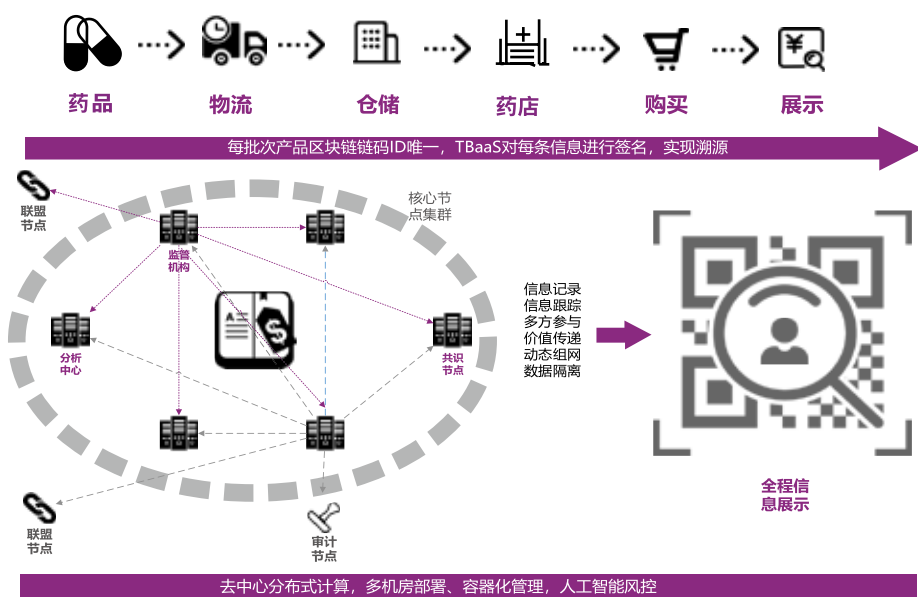 药品
物流
仓储
药店
购买
展示
每批次产品区块链链码ID唯一，TBaaS对每条信息进行签名，实现溯源
联盟
节点
核心节
点集群
监管
机构
A
$
分析
中心
共识
节点
信息记录
信息跟踪
多方参与
价值传递
动态组网
数据隔离
联盟
节点
审计
节点
全程信
息展示
去中心分布式计算，多机房部署、容器化管理，人工智能风控